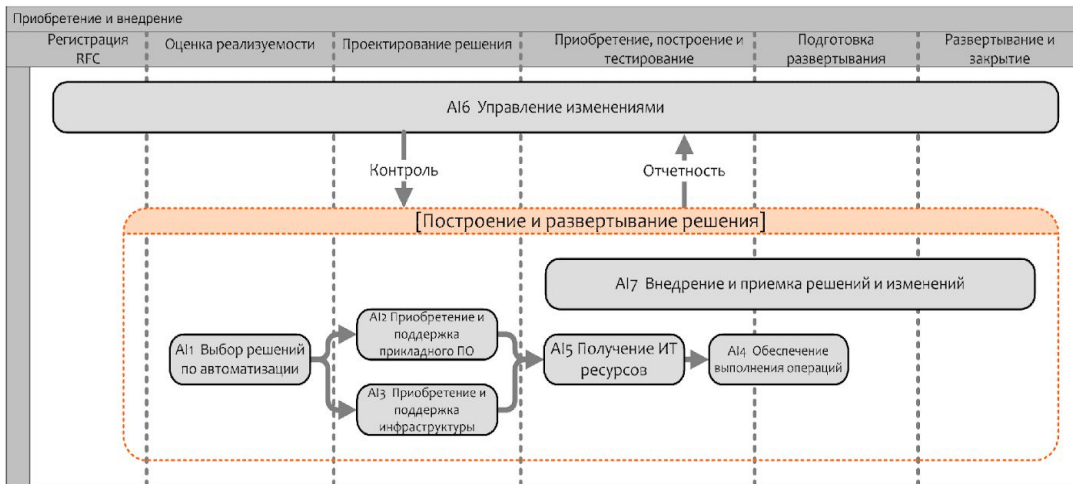 Приобретение и внедрение
Регистрация
RFC
Оценка реализуемости
Проектирование решения
Приобретение, построение и
тестирование
Подготовка
развертывания
Развертывание и
закрытие
AI6 Управление изменениями
Контроль
Отчетность
[Построение и развертывание решения]
AI7 Внедрение и приемка решений и изменений
AI1 Выбор решений
по автоматизации
AI2 Приобретение и
поддержка
прикладного ПО
AI3 Приобретение и
поддержка
инфраструктуры
AI5 Получение ИТ
ресурсов
AI4 Обеспечение
выполнения операций